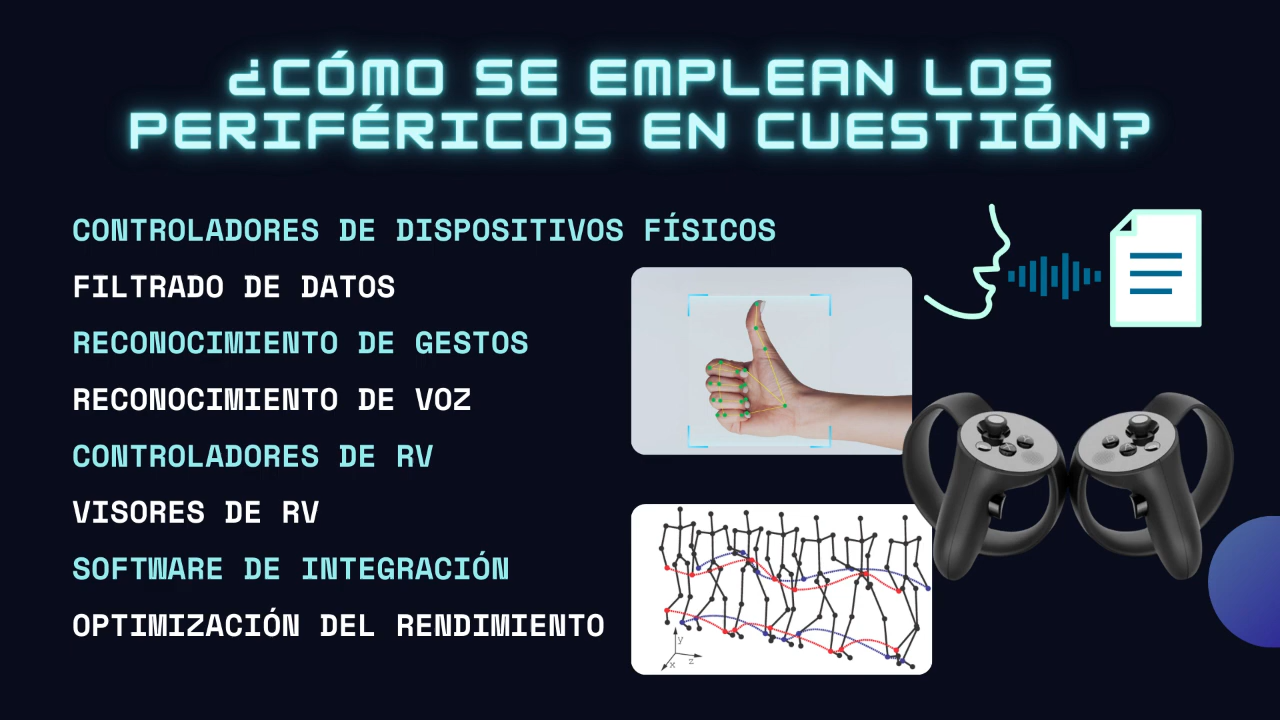 ¿CÓMO SE EMPLEAN LOS
PERIFÉRICOS EN CUESTIÓN?
CONTROLADORES DE DISPOSITIVOS FÍSICOS
FILTRADO DE DATOS
RECONOCIMIENTO DE GESTOS
RECONOCIMIENTO DE VOZ
CONTROLADORES DE RV
VISORES DE RV
SOFTWARE DE INTEGRACIÓN
OPTIMIZACIÓN DEL RENDIMIENTO
y
x z